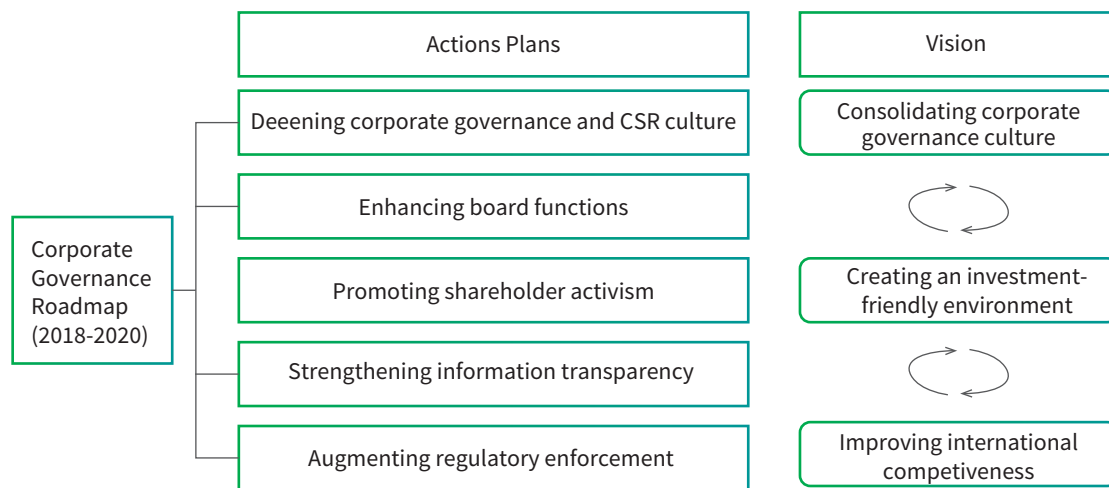 Actions Plans
Vision
Deeening corporate governance and CSR culture
Consolidating corporate
governance culture
Enhancing board functions
Corporate
Governance
Roadmap
(2018-2020)
Promoting shareholder activism
Creating an investment-
friendly environment
Strengthening information transparency
Augmenting regulatory enforcement
Improving international
competiveness